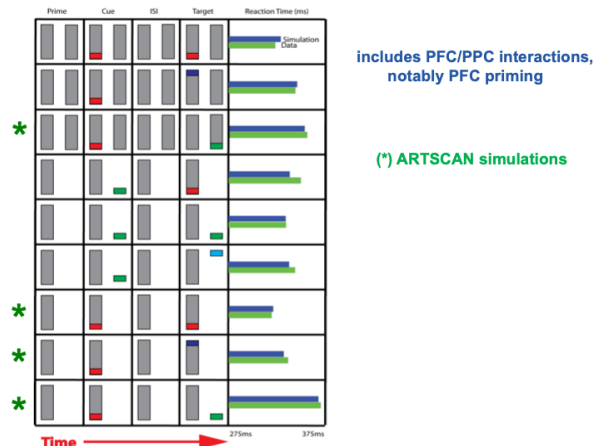 Prime Cue ISI Target Reaction Time (ms)
Simulation
Data
includes PFC/PPC interactions,
notably PFC priming
* (*) ARTSCAN simulations
*
*
*
275ms 375ms
Time